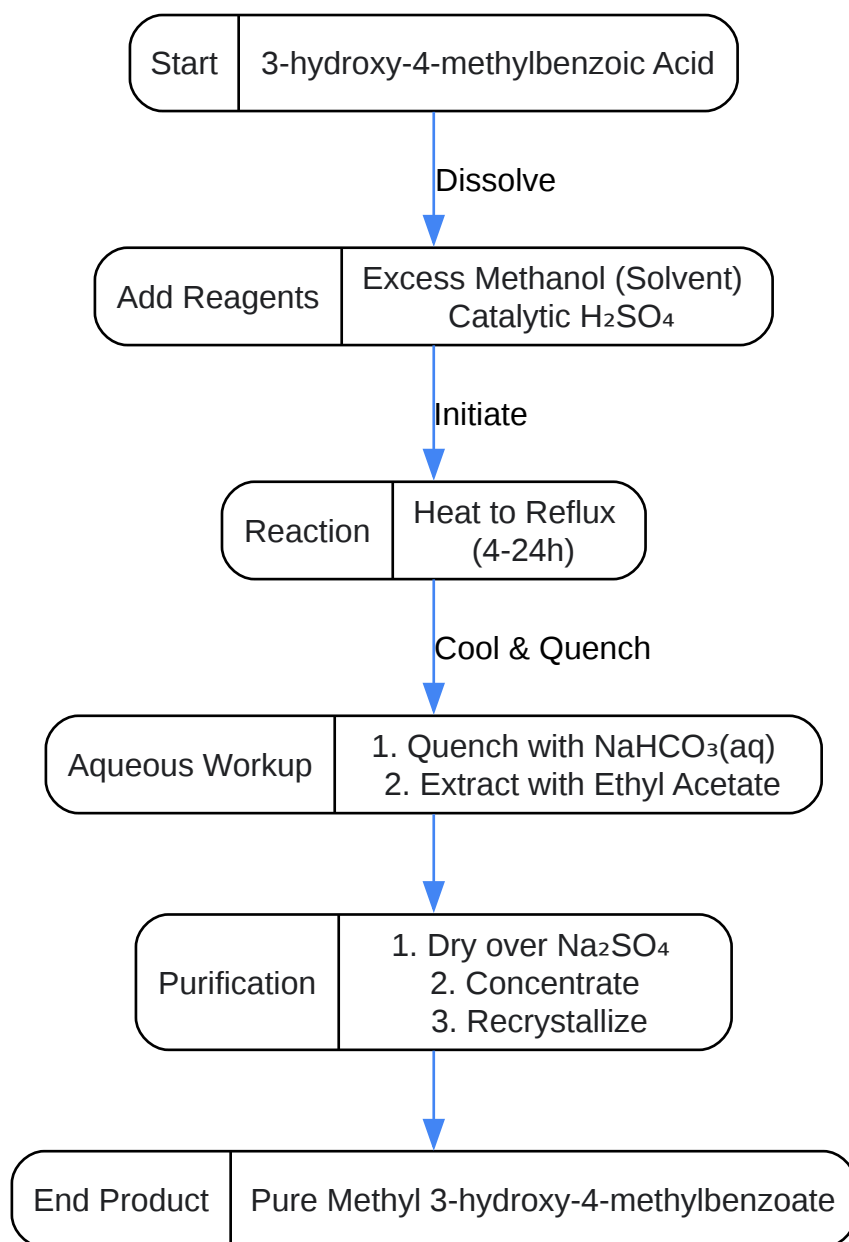 Start
3-hydroxy-4-methylbenzoic Acid
Dissolve
Add Reagents
Excess Methanol (Solvent)
Catalytic H₂SO₄
Initiate
Reaction
Heat to Reflux
(4-24h)
Cool & Quench
Aqueous Workup
1. Quench with NaHCO₃(aq)
2. Extract with Ethyl Acetate
Purification
1. Dry over Na₂SO₄
2. Concentrate
3. Recrystallize
End Product
Pure Methyl 3-hydroxy-4-methylbenzoate